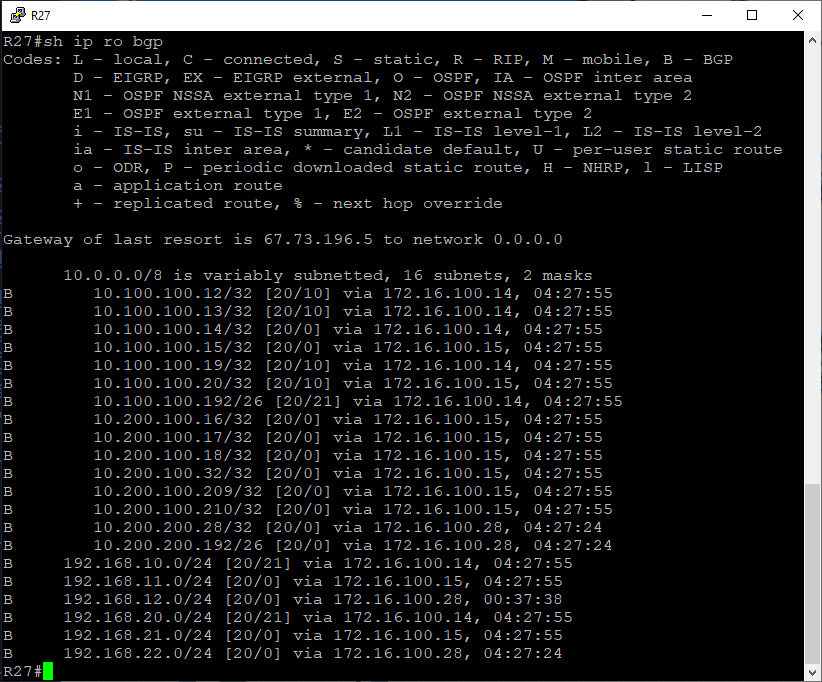 R27
R27#sh ip ro bgp
Codes: L - local, C - connected, S - static, R - RIP, M - mobile, B - BGP
       D - EIGRP, EX - EIGRP external, O - OSPF, IA - OSPF inter area
       N1 - OSPF NSSA external type 1, N2 - OSPF NSSA external type 2
       E1 - OSPF external type 1, E2 - OSPF external type 2
       i - IS-IS, su - IS-IS summary, L1 - IS-IS level-1, L2 - IS-IS level-2
       ia - IS-IS inter area, * - candidate default, U - per-user static route
       o - ODR, P - periodic downloaded static route, H - NHRP, l - LISP
       a - application route
       + - replicated route, % - next hop override

Gateway of last resort is 67.73.196.5 to network 0.0.0.0

      10.0.0.0/8 is variably subnetted, 16 subnets, 2 masks
B        10.100.100.12/32 [20/10] via 172.16.100.14, 04:27:55
B        10.100.100.13/32 [20/10] via 172.16.100.14, 04:27:55
B        10.100.100.14/32 [20/0] via 172.16.100.14, 04:27:55
B        10.100.100.15/32 [20/0] via 172.16.100.15, 04:27:55
B        10.100.100.19/32 [20/10] via 172.16.100.14, 04:27:55
B        10.100.100.20/32 [20/10] via 172.16.100.15, 04:27:55
B        10.100.100.192/26 [20/21] via 172.16.100.14, 04:27:55
B        10.200.100.16/32 [20/0] via 172.16.100.15, 04:27:55
B        10.200.100.17/32 [20/0] via 172.16.100.15, 04:27:55
B        10.200.100.18/32 [20/0] via 172.16.100.15, 04:27:55
B        10.200.100.32/32 [20/0] via 172.16.100.15, 04:27:55
B        10.200.100.209/32 [20/0] via 172.16.100.15, 04:27:55
B        10.200.100.210/32 [20/0] via 172.16.100.15, 04:27:55
B        10.200.200.28/32 [20/0] via 172.16.100.28, 04:27:24
B        10.200.200.192/26 [20/0] via 172.16.100.28, 04:27:24
B     192.168.10.0/24 [20/21] via 172.16.100.14, 04:27:55
B     192.168.11.0/24 [20/0] via 172.16.100.15, 04:27:55
B     192.168.12.0/24 [20/0] via 172.16.100.28, 00:37:38
B     192.168.20.0/24 [20/21] via 172.16.100.14, 04:27:55
B     192.168.21.0/24 [20/0] via 172.16.100.15, 04:27:55
B     192.168.22.0/24 [20/0] via 172.16.100.28, 04:27:24
R27#